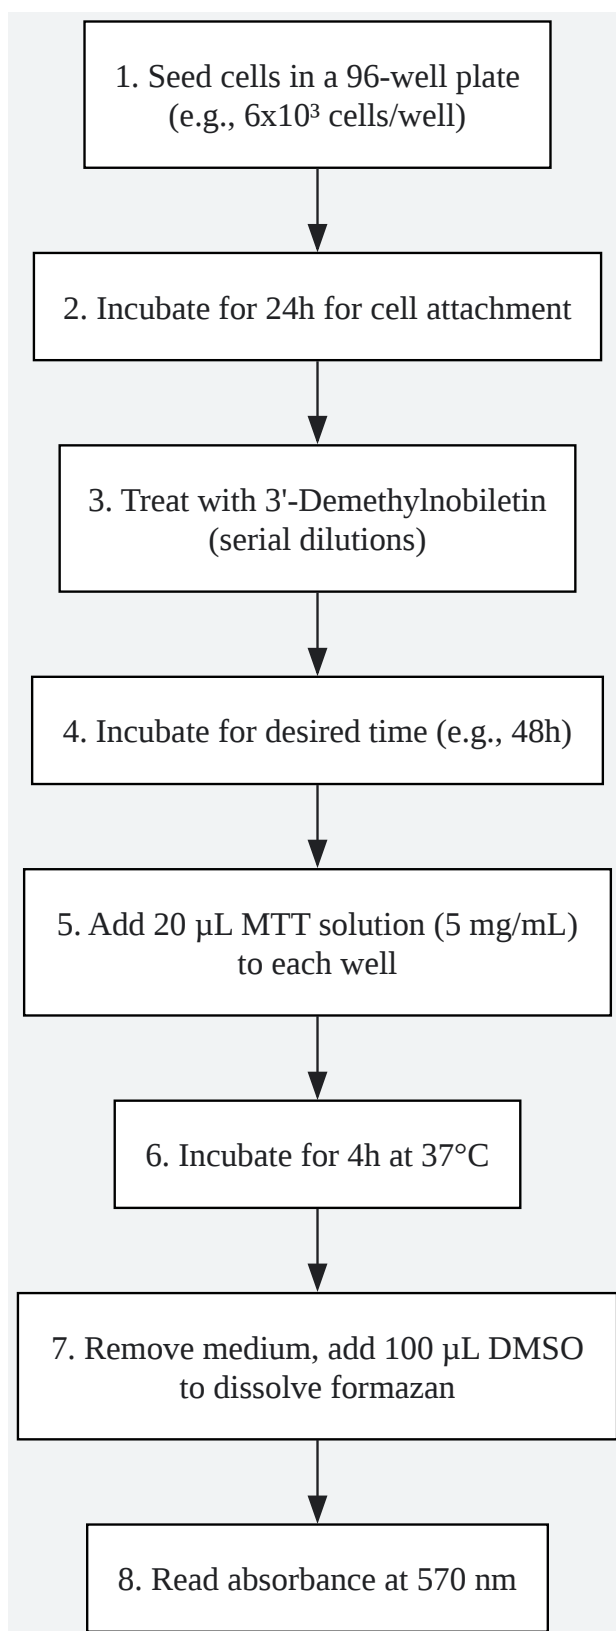 1. Seed cells in a 96-well plate
(e.g., 6x10³ cells/well)
2. Incubate for 24h for cell attachment
3. Treat with 3'-Demethylnobiletin
(serial dilutions)
4. Incubate for desired time (e.g., 48h)
5. Add 20 µL MTT solution (5 mg/mL)
to each well
6. Incubate for 4h at 37°C
7. Remove medium, add 100 µL DMSO
to dissolve formazan
8. Read absorbance at 570 nm